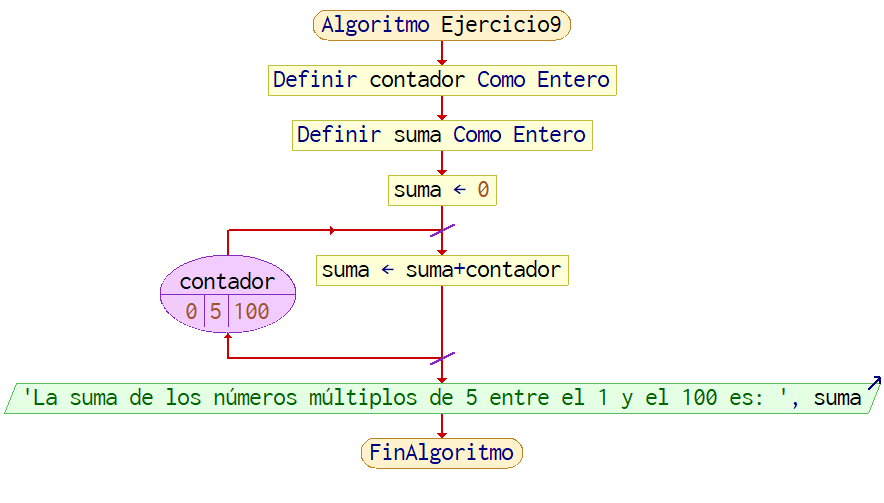 Algoritmo Ejercicio9
Definir contador Como Entero
Definir suma Como Entero
suma ← 0
suma ← suma+contador
contador
0 5 100
'La suma de los números múltiplos de 5 entre el 1 y el 100 es: ', suma
FinAlgoritmo